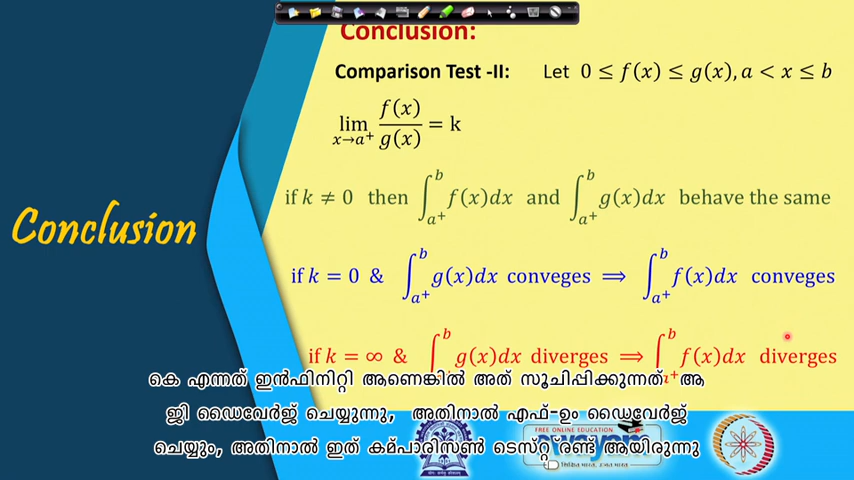 Conclusion:
Comparison Test -II: Let 0 ≤ f(x) ≤ g(x), a < x ≤ b
lim x→a⁺ f(x)/g(x) = k
if k ≠ 0 then ∫_{a⁺}^{b} f(x)dx and ∫_{a⁺}^{b} g(x)dx behave the same
Conclusion
if k = 0 & ∫_{a⁺}^{b} g(x)dx conveges ⟹ ∫_{a⁺}^{b} f(x)dx conveges
if k = ∞ & ∫^{b} g(x)dx diverges ⟹ ∫_{a⁺}^{b} f(x)dx diverges
കെ എന്നത് ഇൻഫിനിറ്റി ആണെങ്കിൽ അത് സൂചിപ്പിക്കുന്നത് ആ
ജി ഡൈവേർജ് ചെയ്യുന്നു, അതിനാൽ എഫ്-ഉം ഡൈവേർജ്
ചെയ്യും, അതിനാൽ ഇത് കമ്പാരിസൺ ടെസ്റ്റ് രണ്ട് ആയിരുന്നു
FREE ONLINE EDUCATION
swayam